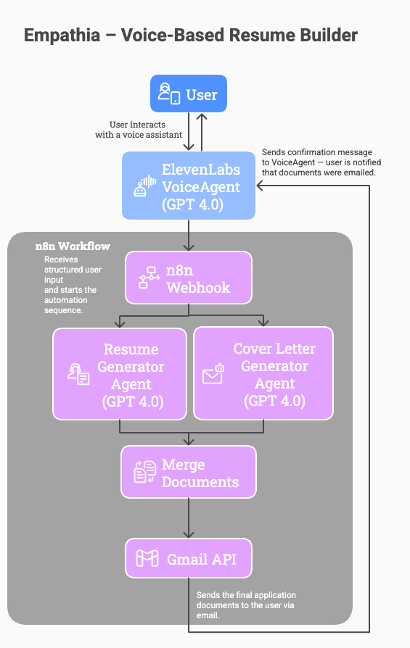 Empathia – Voice-Based Resume Builder
User
User interacts
with a voice assistant
Sends confirmation message
to VoiceAgent — user is notified
that documents were emailed.
ElevenLabs
VoiceAgent
(GPT 4.0)
n8n Workflow
Receives
structured user
input
and starts the
automation
sequence.
n8n
Webhook
Resume
Generator
Agent
(GPT 4.0)
Cover Letter
Generator
Agent
(GPT 4.0)
Merge
Documents
Gmail API
Sends the final application
documents to the user via
email.